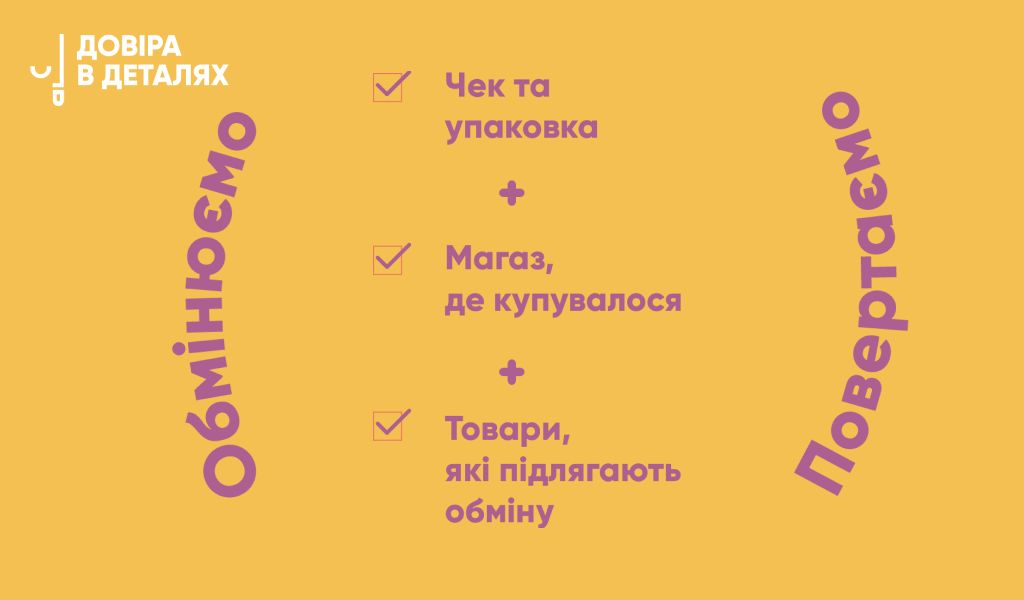 ДОВІРА
В ДЕТАЛЯХ
Обмінюємо
Чек та
упаковка
+
Магаз,
де купувалося
+
Товари,
які підлягають
обміну
Повертаємо